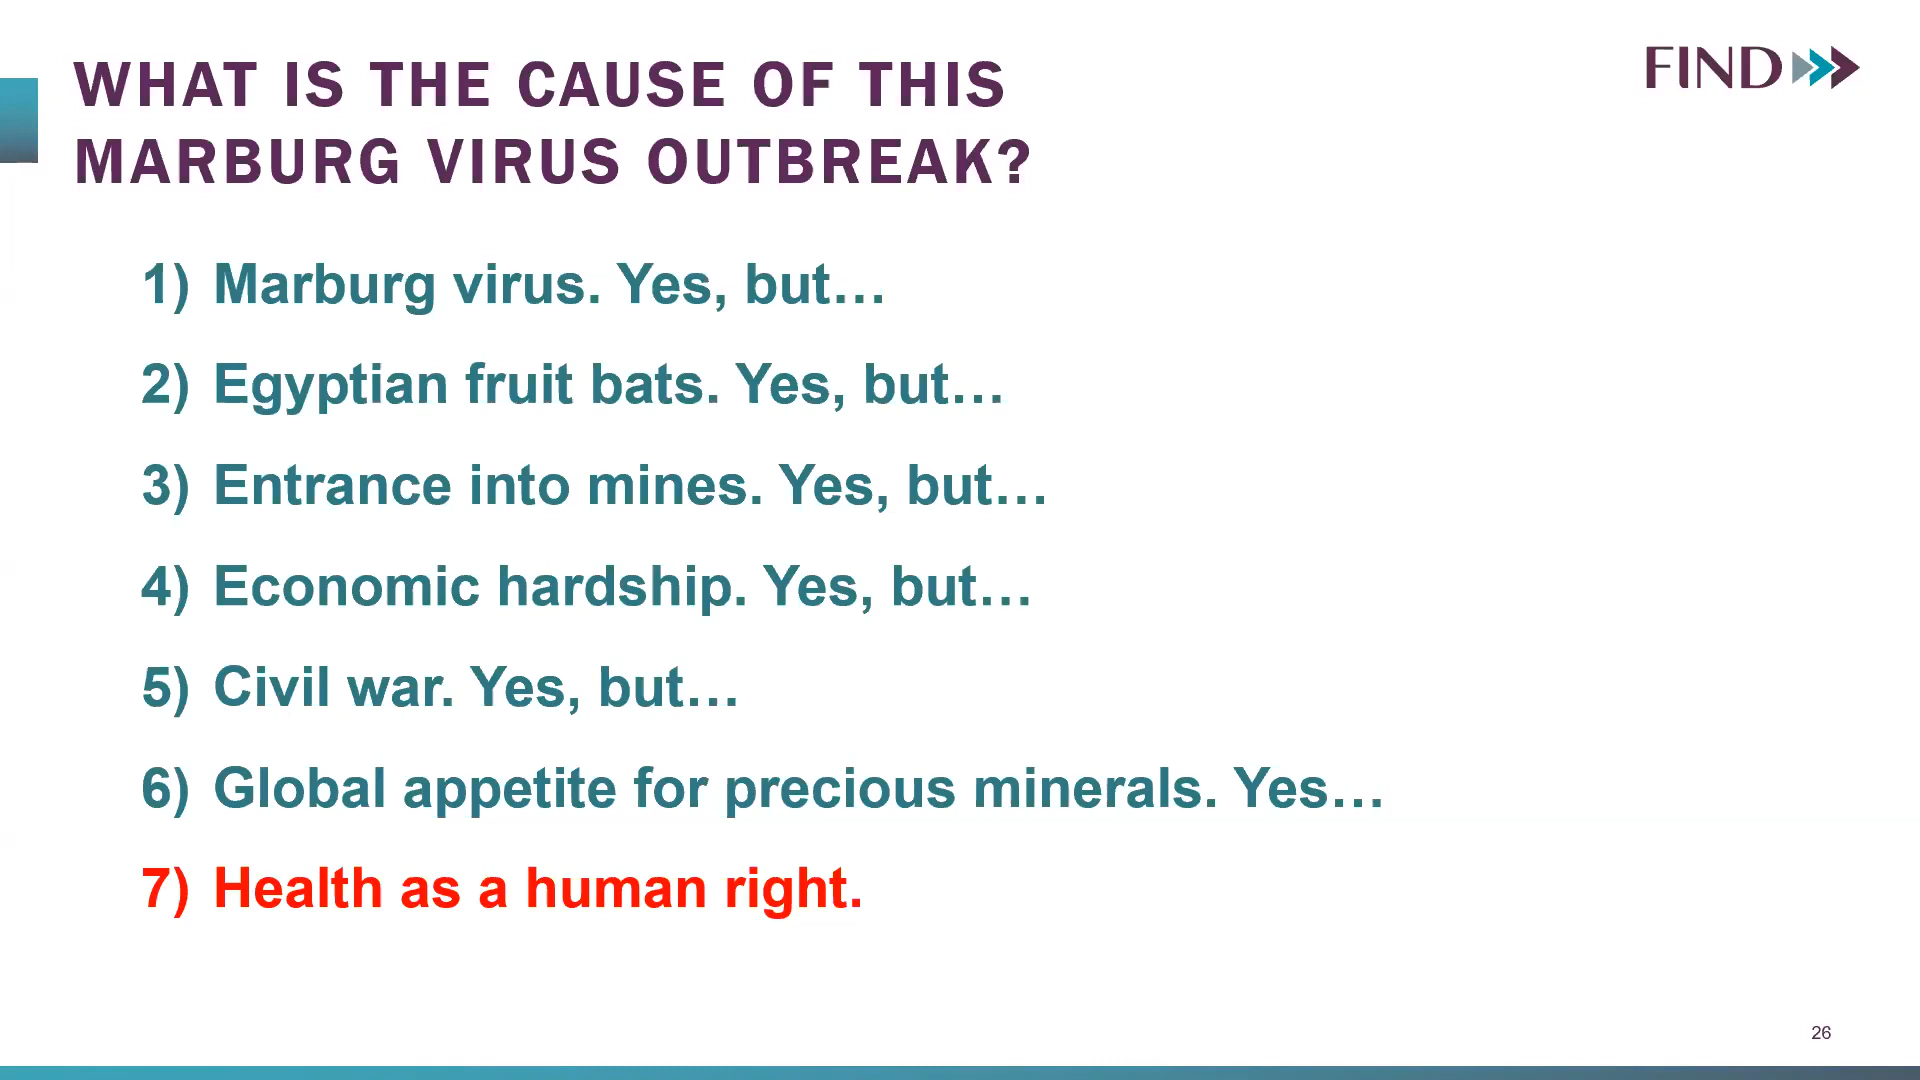 WHAT IS THE CAUSE OF THIS
MARBURG VIRUS OUTBREAK?
FIND
1) Marburg virus. Yes, but…
2) Egyptian fruit bats. Yes, but…
3) Entrance into mines. Yes, but…
4) Economic hardship. Yes, but…
5) Civil war. Yes, but…
6) Global appetite for precious minerals. Yes…
7) Health as a human right.
26